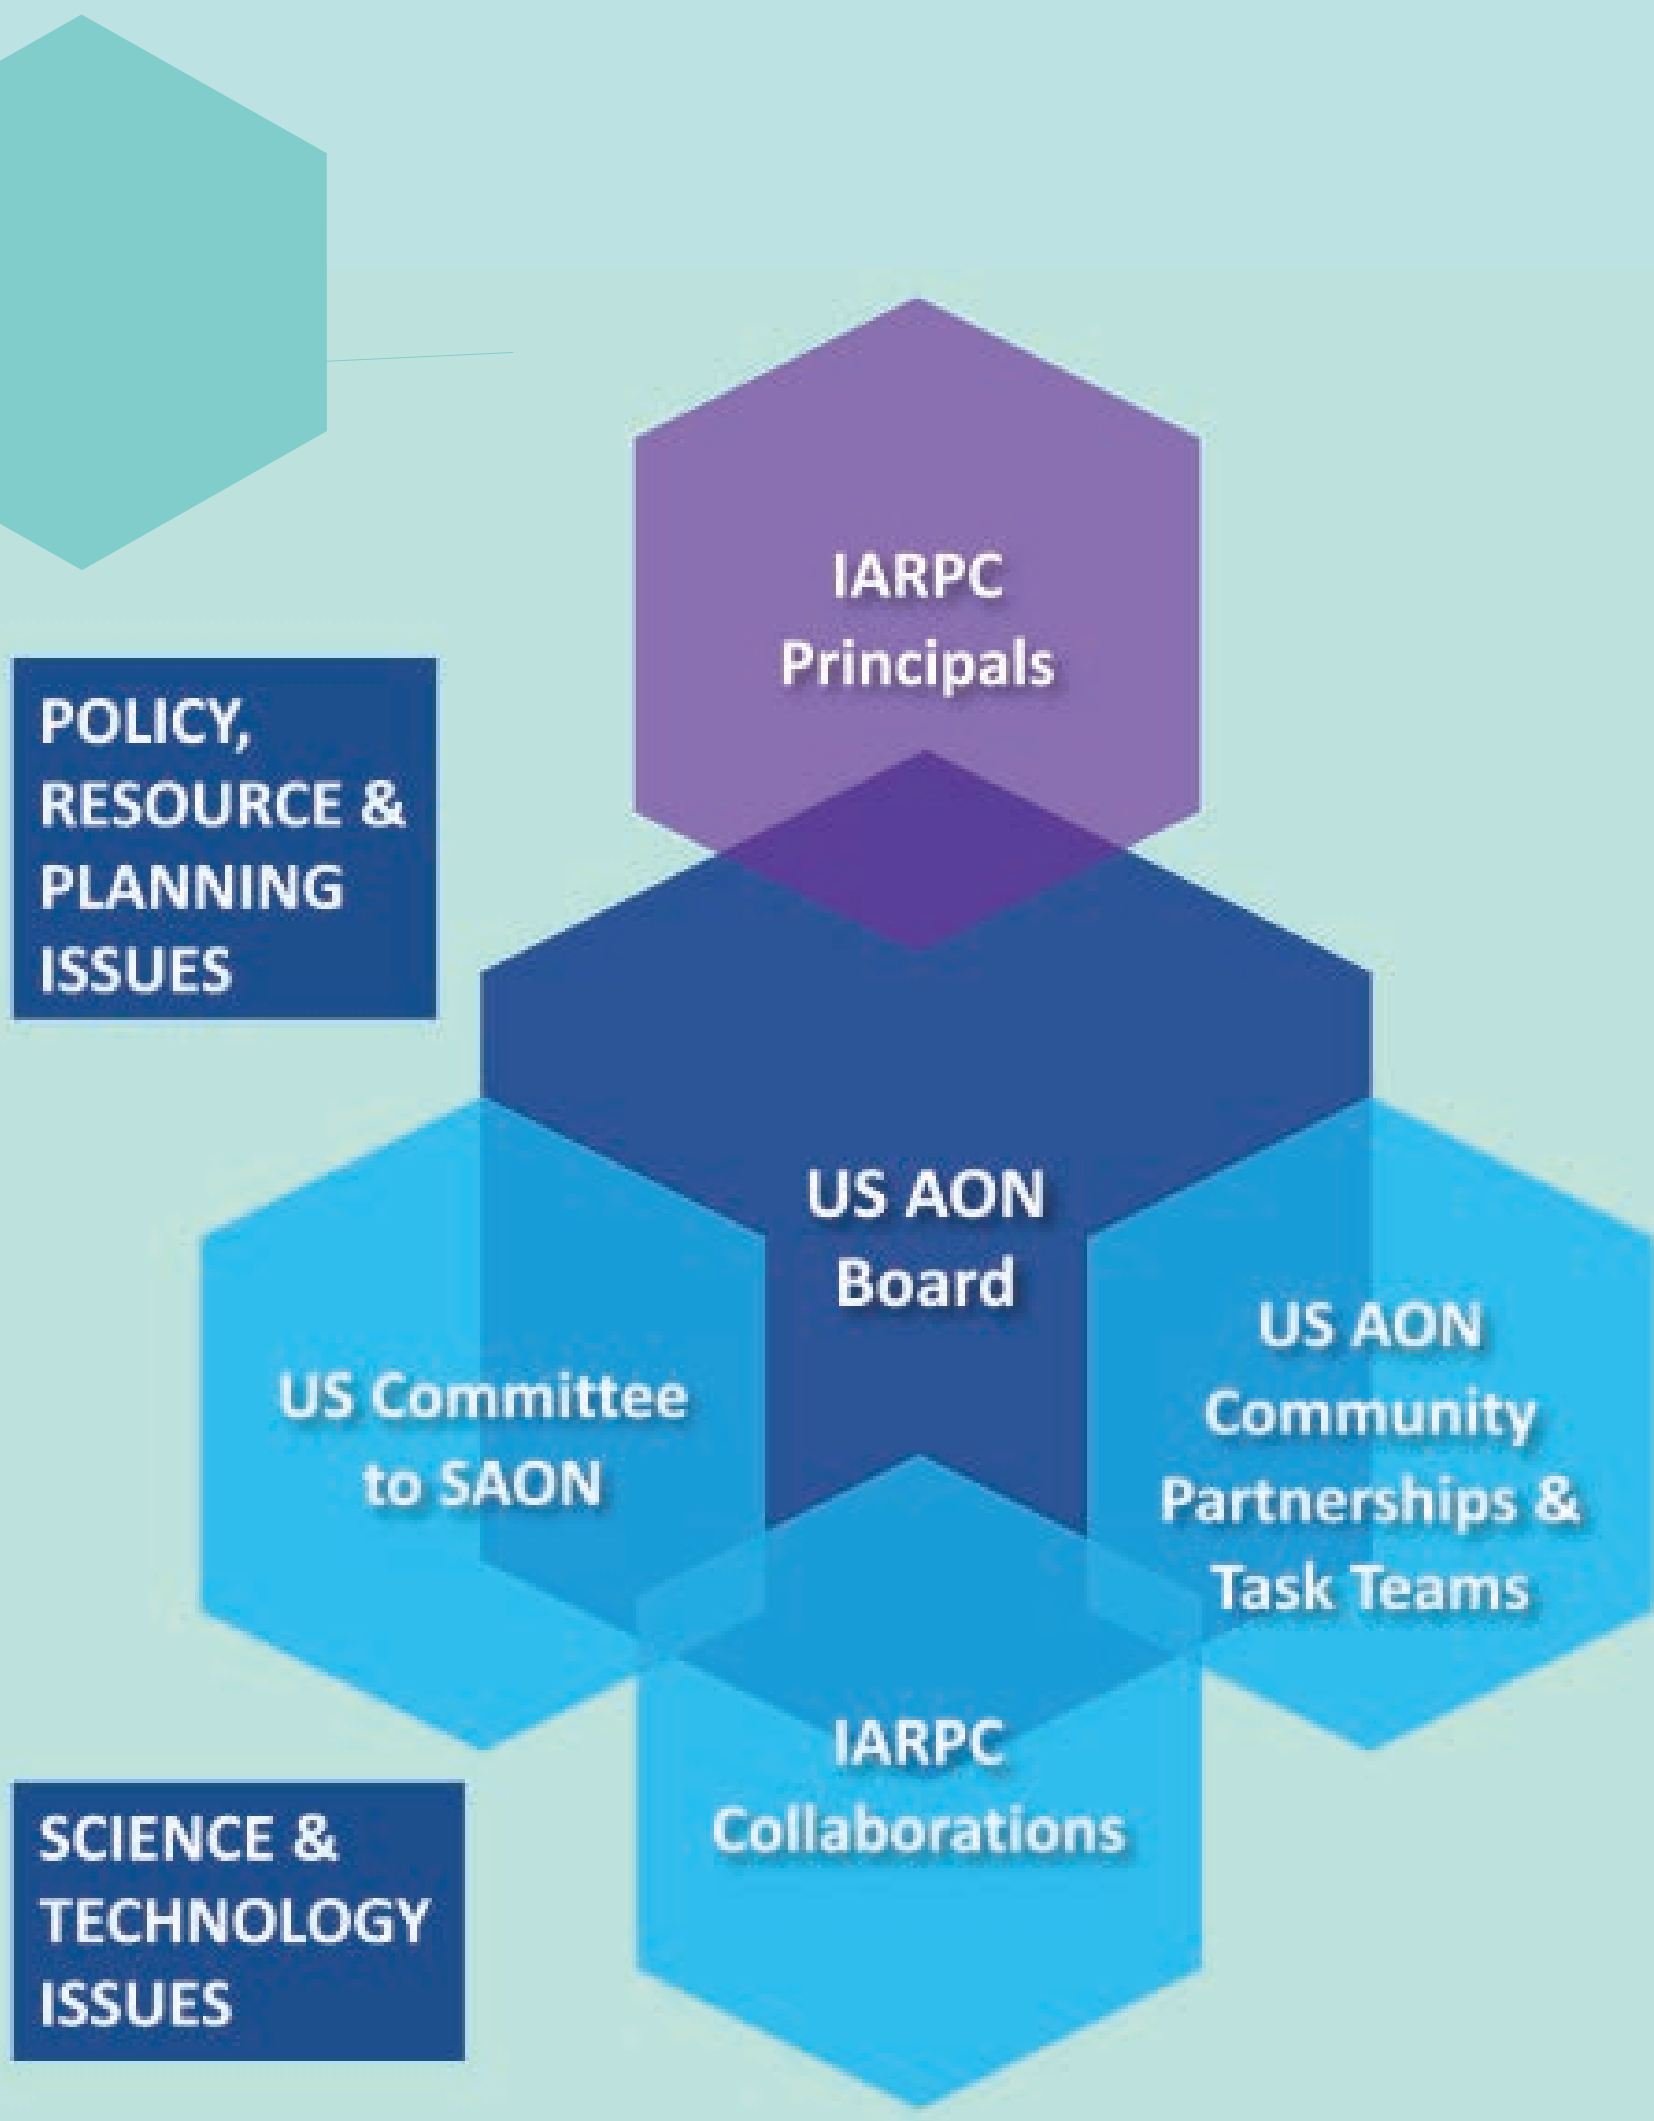 IARPC
Principals
POLICY,
RESOURCE &
PLANNING
ISSUES
US AON
Board
US Committee
to SAON
US AON
Community
Partnerships &
Task Teams
IARPC
Collaborations
SCIENCE &
TECHNOLOGY
ISSUES